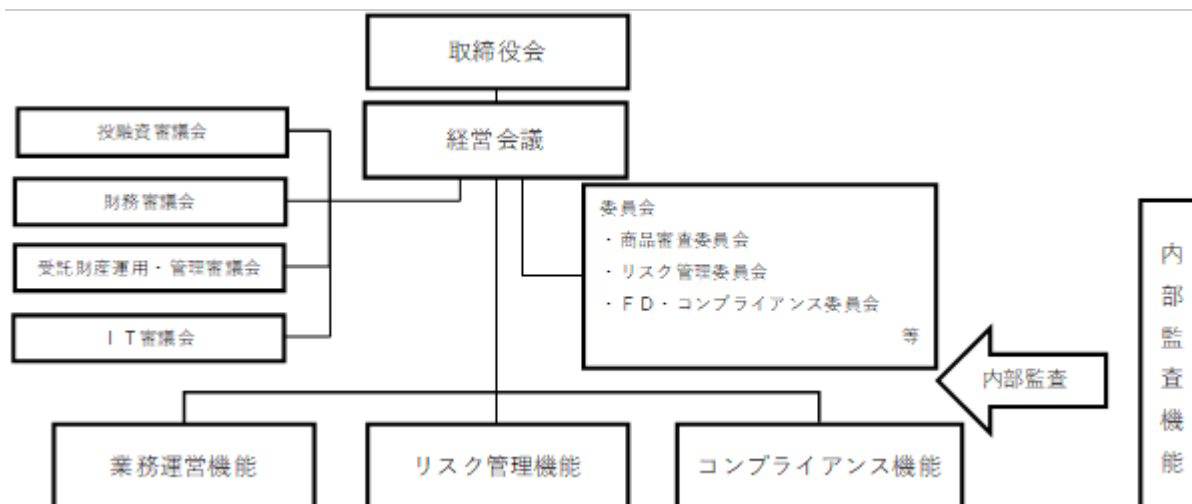 取締役会
経営会議
投融資審議会
財務審議会
受託財産運用・管理審議会
ＩＴ審議会
委員会
・商品審査委員会
・リスク管理委員会
・ＦＤ・コンプライアンス委員会
等
内部監査
内部監査機能
業務運営機能
リスク管理機能
コンプライアンス機能